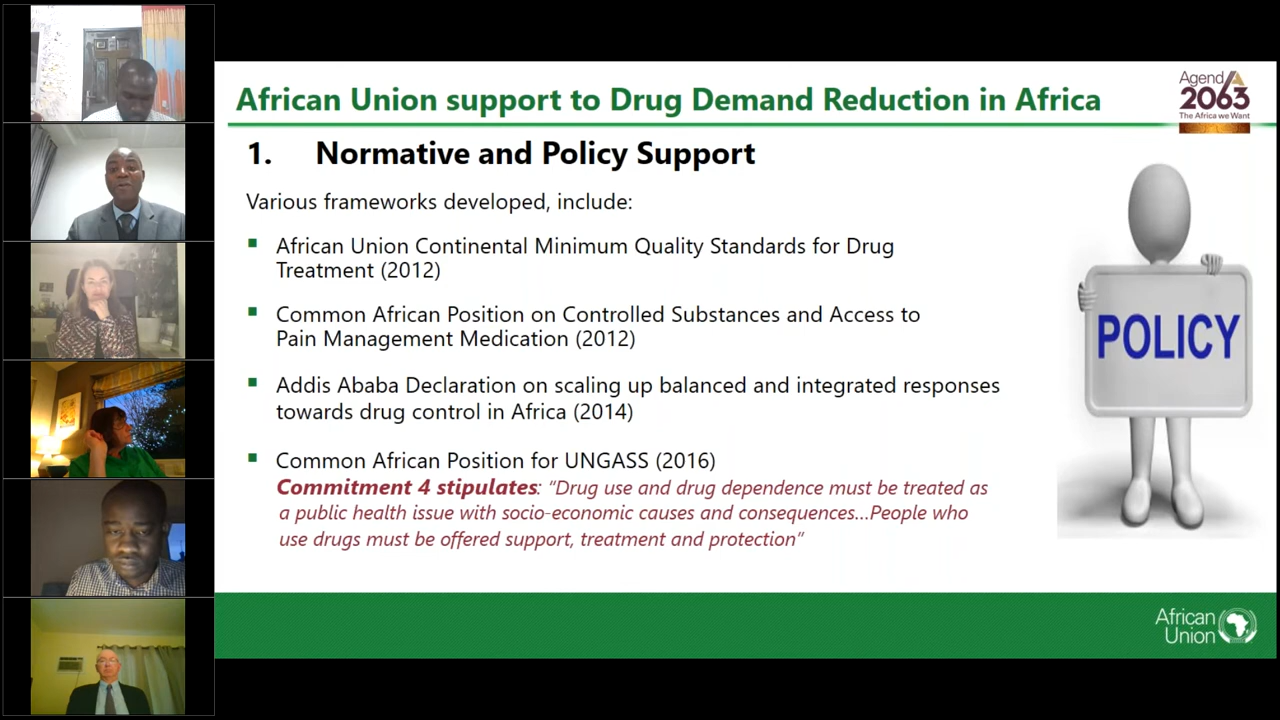 African Union support to Drug Demand Reduction in Africa
AgendA
2063
The Africa we Want
1. Normative and Policy Support
Various frameworks developed, include:
▪ African Union Continental Minimum Quality Standards for Drug
Treatment (2012)
▪ Common African Position on Controlled Substances and Access to
Pain Management Medication (2012)
▪ Addis Ababa Declaration on scaling up balanced and integrated responses
towards drug control in Africa (2014)
▪ Common African Position for UNGASS (2016)
Commitment 4 stipulates: “Drug use and drug dependence must be treated as
a public health issue with socio-economic causes and consequences...People who
use drugs must be offered support, treatment and protection”
POLICY
African
Union